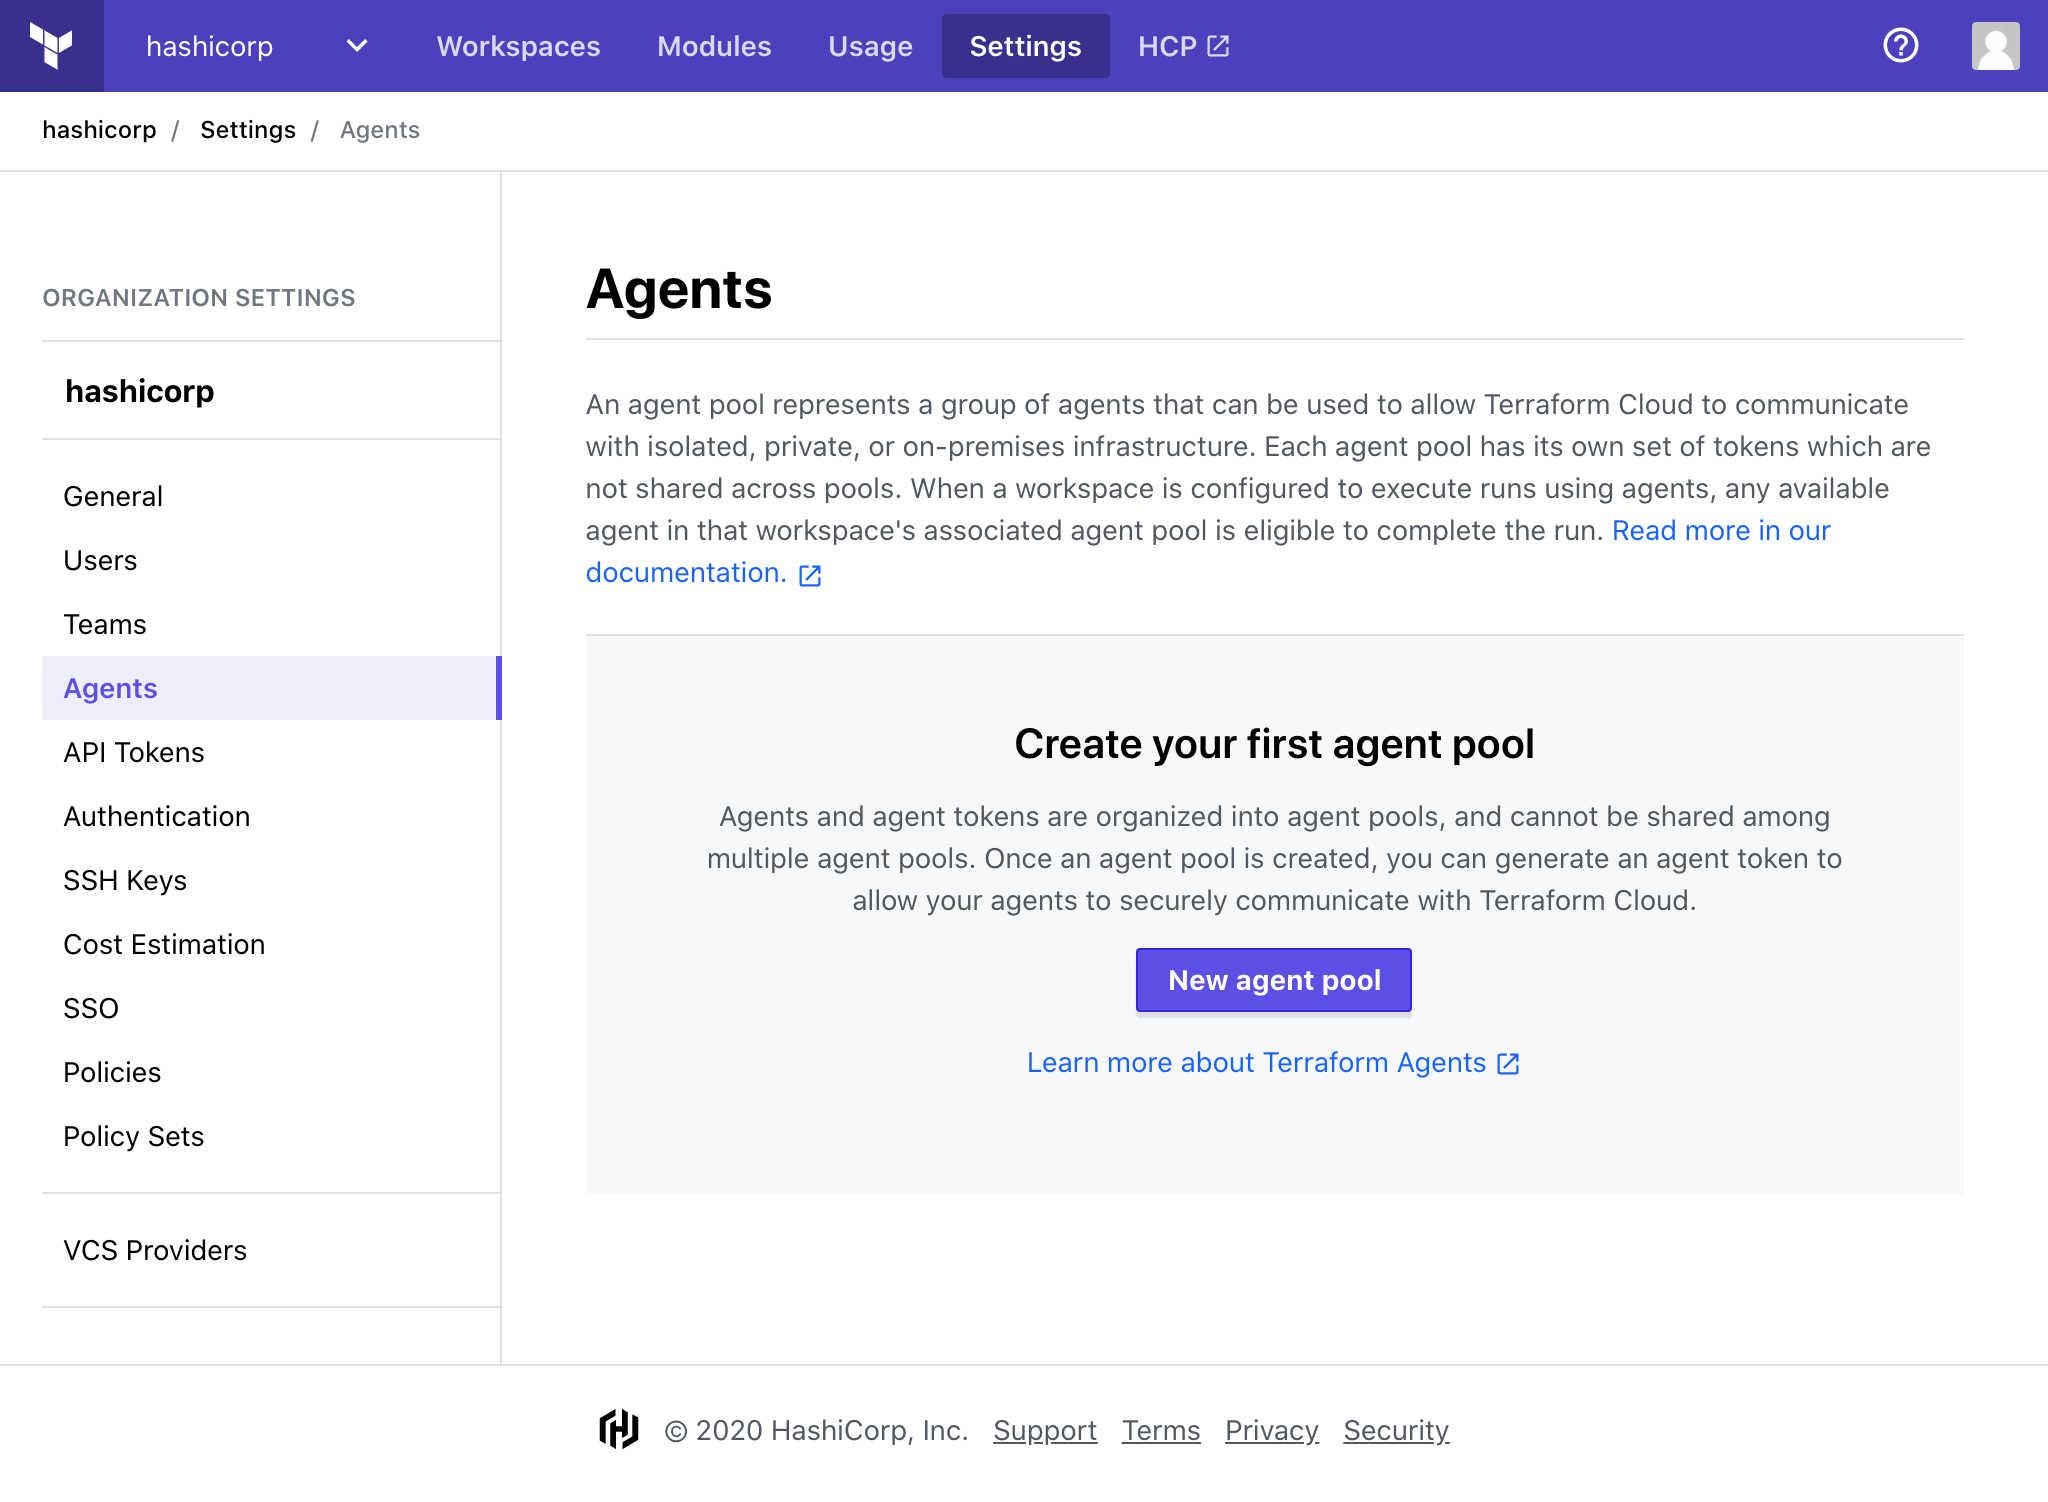 hashicorp Workspaces Modules Usage Settings HCP
hashicorp / Settings / Agents
ORGANIZATION SETTINGS
hashicorp
General
Users
Teams
Agents
API Tokens
Authentication
SSH Keys
Cost Estimation
SSO
Policies
Policy Sets
VCS Providers
Agents
An agent pool represents a group of agents that can be used to allow Terraform Cloud to communicate
with isolated, private, or on-premises infrastructure. Each agent pool has its own set of tokens which are
not shared across pools. When a workspace is configured to execute runs using agents, any available
agent in that workspace's associated agent pool is eligible to complete the run. Read more in our
documentation.
Create your first agent pool
Agents and agent tokens are organized into agent pools, and cannot be shared among
multiple agent pools. Once an agent pool is created, you can generate an agent token to
allow your agents to securely communicate with Terraform Cloud.
New agent pool
Learn more about Terraform Agents
© 2020 HashiCorp, Inc. Support Terms Privacy Security